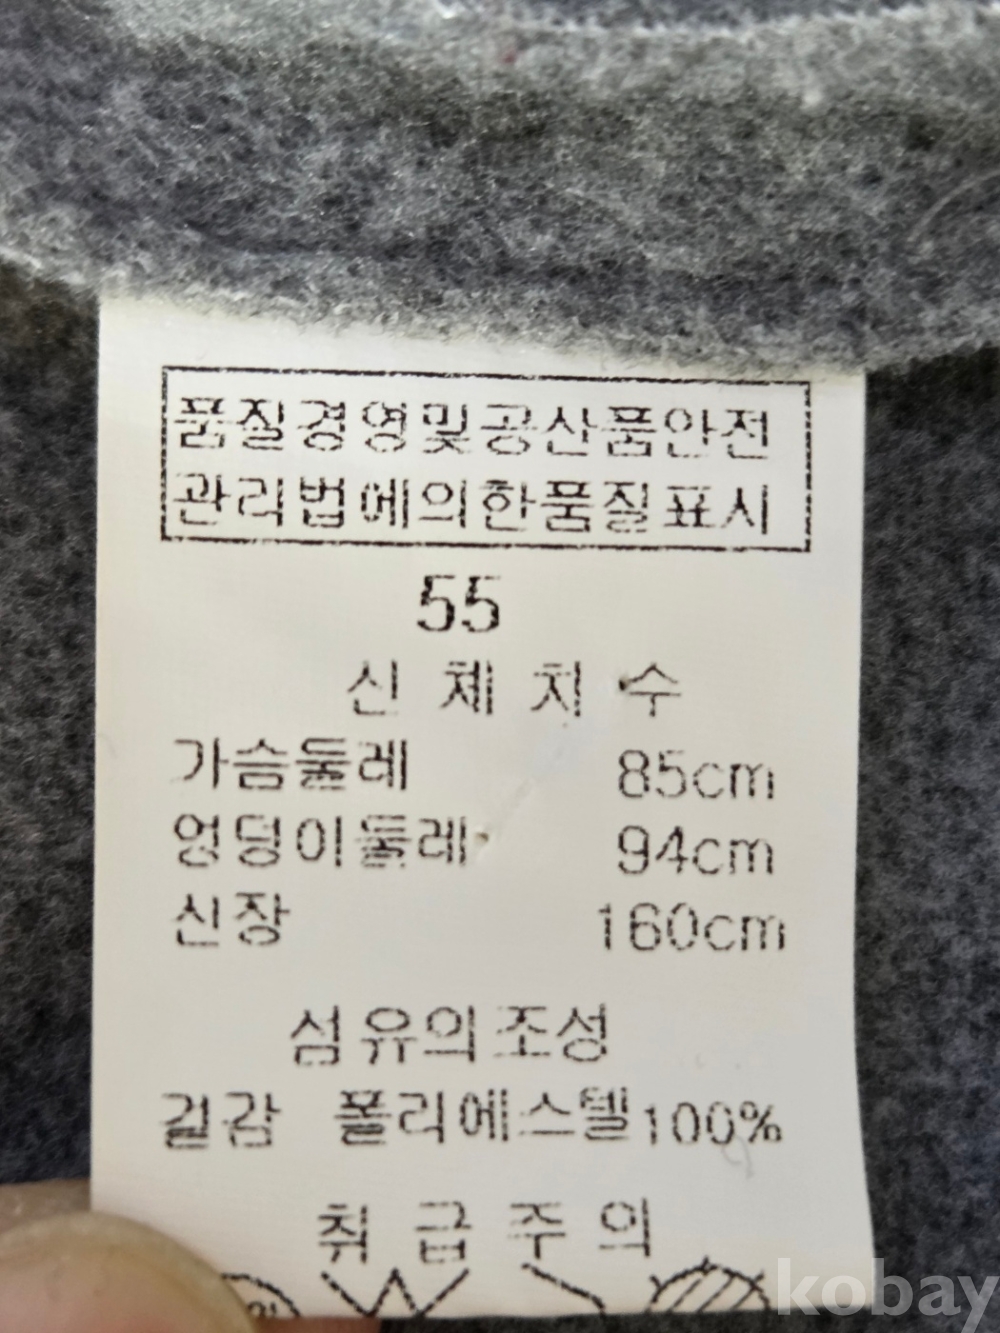 품질경영및공산품안전
관리법에의한품질표시
55
신체치수
가슴둘레 85cm
엉덩이둘레 94cm
신장 160cm
섬유의조성
겉감 폴리에스텔100%
취급주의
kobay